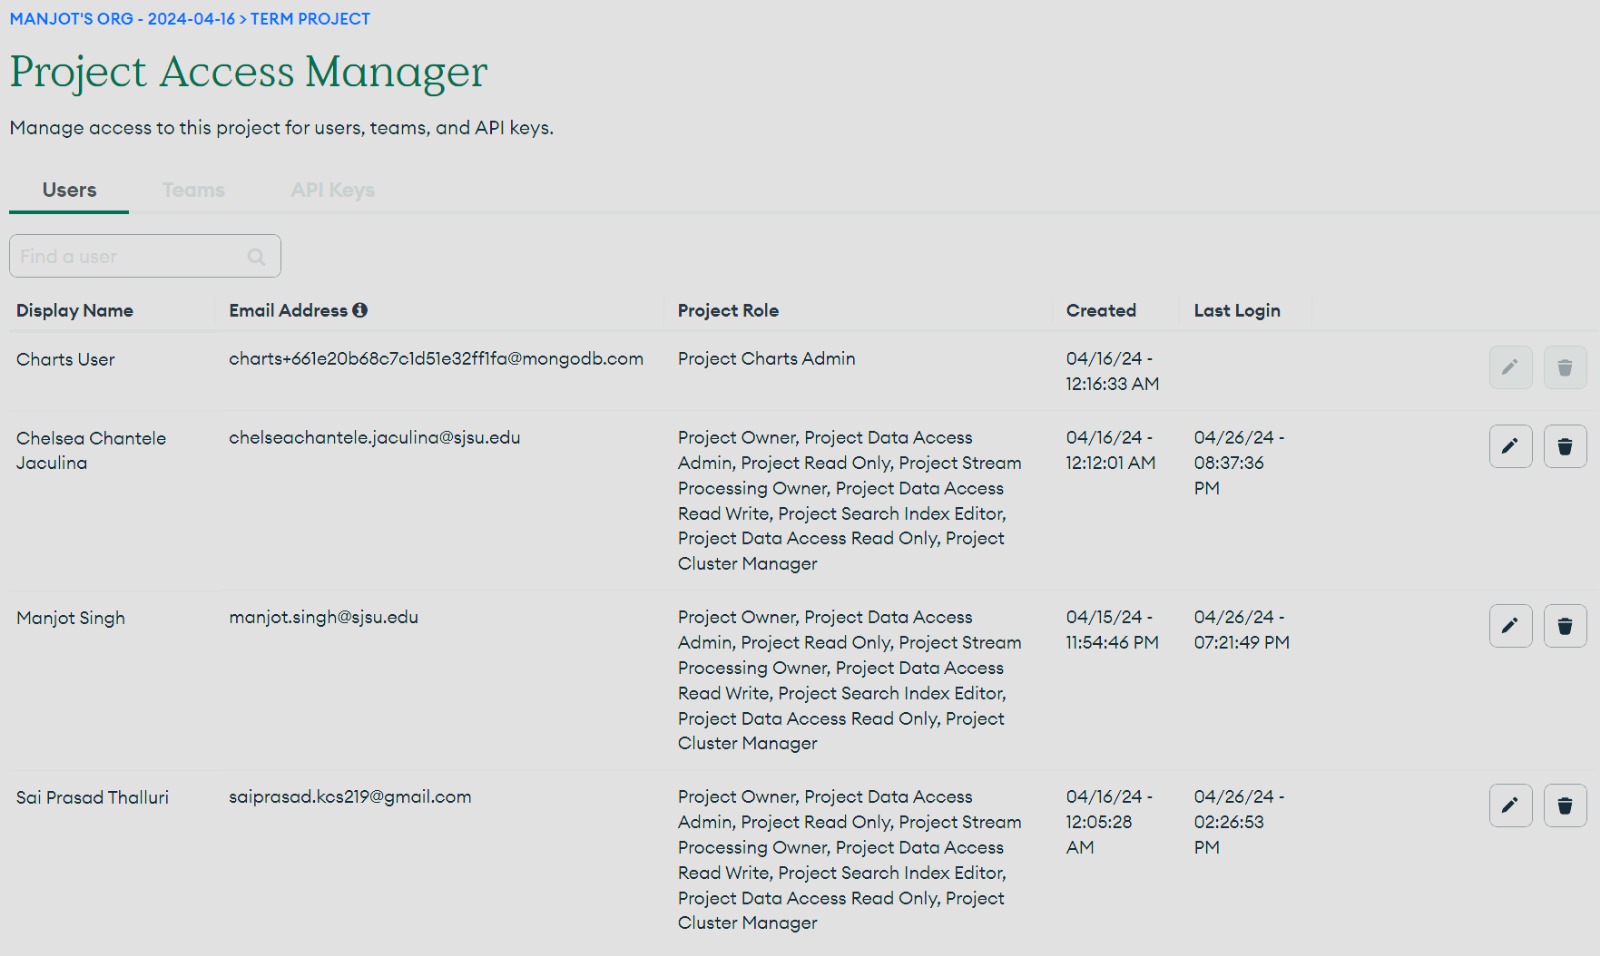 MANJOT'S ORG - 2024-04-16 > TERM PROJECT
Project Access Manager
Manage access to this project for users, teams, and API keys.
Users Teams API Keys
Find a user
Display Name Email Address Project Role Created Last Login
Charts User charts+661e20b68c7c1d51e32ff1fa@mongodb.com Project Charts Admin 04/16/24 -
12:16:33 AM
Chelsea Chantele chelseachantele.jaculina@sjsu.edu Project Owner, Project Data Access 04/16/24 - 04/26/24 -
Jaculina Admin, Project Read Only, Project Stream 12:12:01 AM 08:37:36
Processing Owner, Project Data Access PM
Read Write, Project Search Index Editor,
Project Data Access Read Only, Project
Cluster Manager
Manjot Singh manjot.singh@sjsu.edu Project Owner, Project Data Access 04/15/24 - 04/26/24 -
Admin, Project Read Only, Project Stream 11:54:46 PM 07:21:49 PM
Processing Owner, Project Data Access
Read Write, Project Search Index Editor,
Project Data Access Read Only, Project
Cluster Manager
Sai Prasad Thalluri saiprasad.kcs219@gmail.com Project Owner, Project Data Access 04/16/24 - 04/26/24 -
Admin, Project Read Only, Project Stream 12:05:28 02:26:53
Processing Owner, Project Data Access AM PM
Read Write, Project Search Index Editor,
Project Data Access Read Only, Project
Cluster Manager